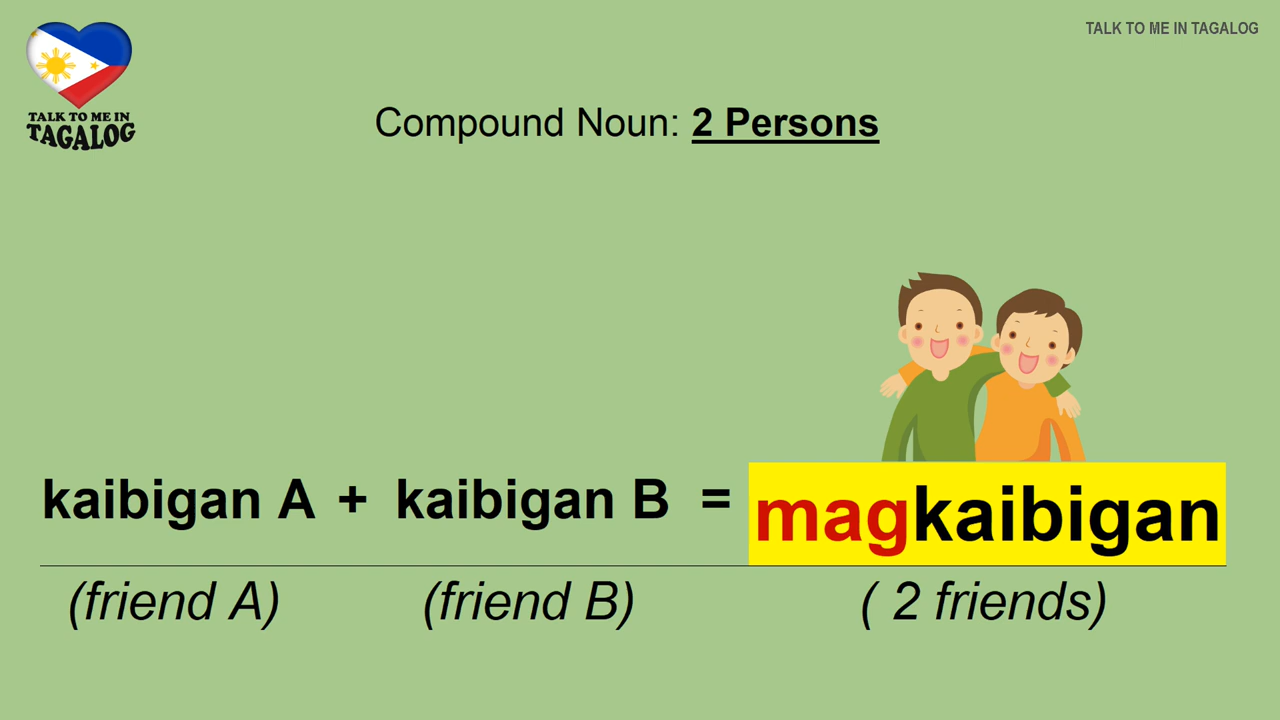 TALK TO ME IN TAGALOG
TALK TO ME IN
TAGALOG
Compound Noun: 2 Persons
kaibigan A + kaibigan B = magkaibigan
(friend A) (friend B) ( 2 friends)